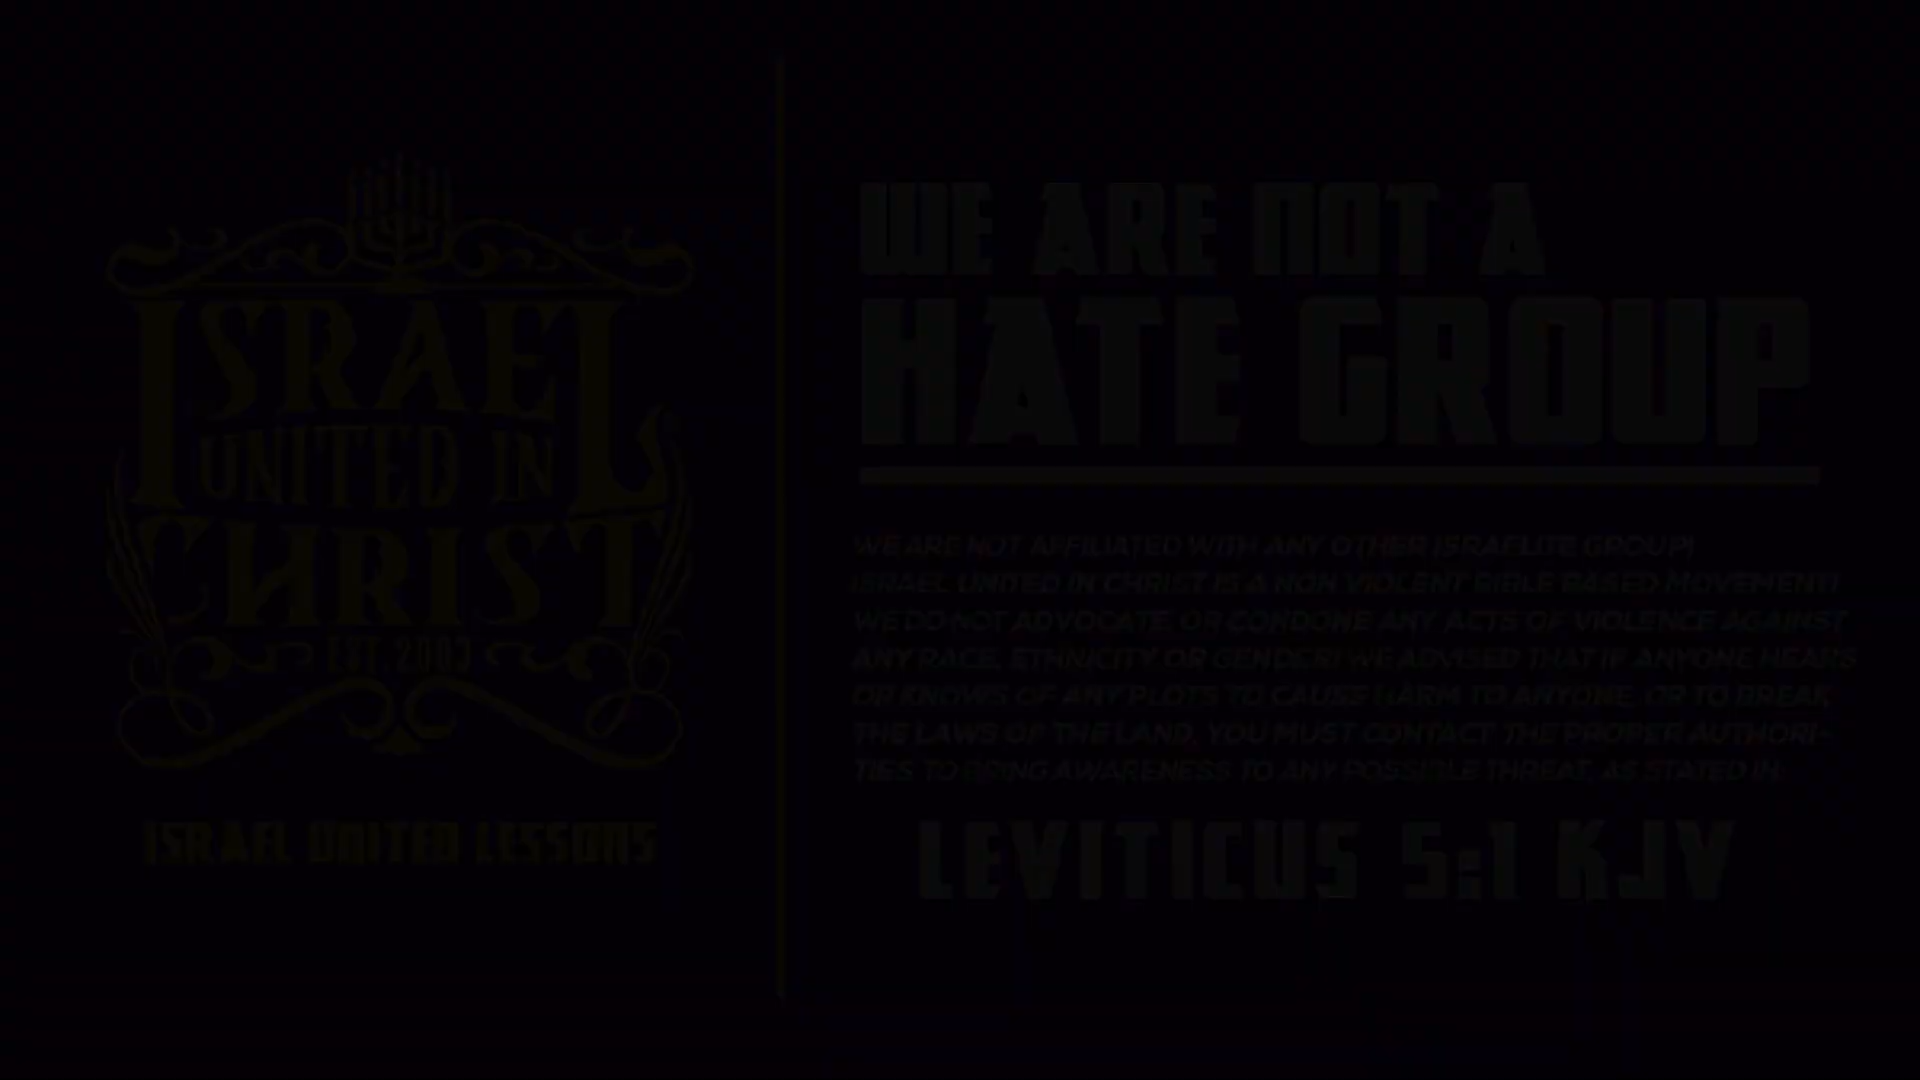 ISRAEL
UNITED IN
CHRIST
EST. 2003
ISRAEL UNITED LESSONS
WE ARE NOT A
HATE GROUP
WE ARE NOT AFFILIATED WITH ANY OTHER ISRAELITE GROUP!
ISRAEL UNITED IN CHRIST IS A NON VIOLENT BIBLE BASED MOVEMENT!
WE DO NOT ADVOCATE OR CONDONE ANY ACTS OF VIOLENCE AGAINST
ANY RACE, ETHNICITY, OR GENDER! WE ADVISED THAT IF ANYONE HEARS
OR KNOWS OF ANY PLOTS TO CAUSE HARM TO ANYONE, OR TO BREAK
THE LAWS OF THE LAND, YOU MUST CONTACT THE PROPER AUTHORI-
TIES TO BRING AWARENESS TO ANY POSSIBLE THREAT, AS STATED IN
LEVITICUS 5:1 KJV